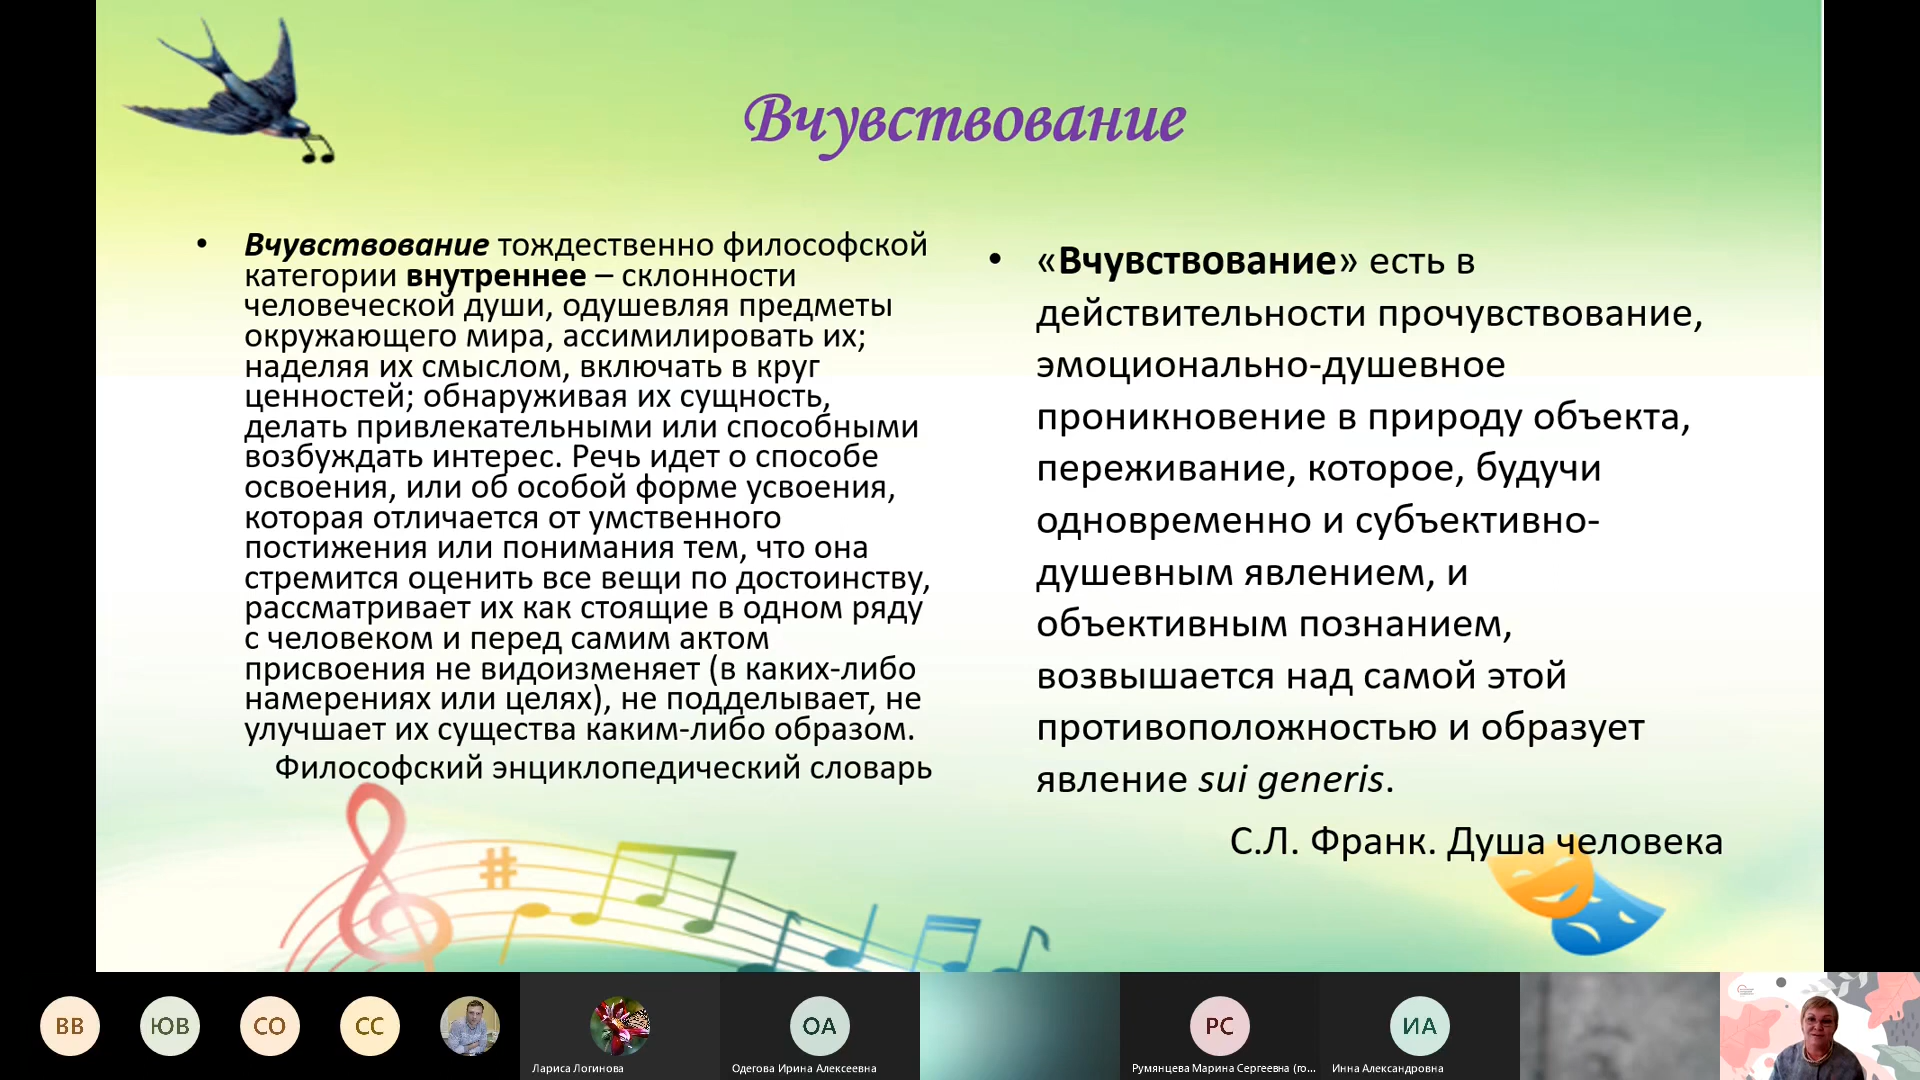 Вчувствование
• Вчувствование тождественно философской
категории внутреннее – склонности
человеческой души, одушевляя предметы
окружающего мира, ассимилировать их;
наделяя их смыслом, включать в круг
ценностей; обнаруживая их сущность,
делать привлекательными или способными
возбуждать интерес. Речь идет о способе
освоения, или об особой форме усвоения,
которая отличается от умственного
постижения или понимания тем, что она
стремится оценить все вещи по достоинству,
рассматривает их как стоящие в одном ряду
с человеком и перед самим актом
присвоения не видоизменяет (в каких-либо
намерениях или целях), не подделывает, не
улучшает их существа каким-либо образом.
Философский энциклопедический словарь
• «Вчувствование» есть в
действительности прочувствование,
эмоционально-душевное
проникновение в природу объекта,
переживание, которое, будучи
одновременно и субъективно-
душевным явлением, и
объективным познанием,
возвышается над самой этой
противоположностью и образует
явление sui generis.
С.Л. Франк. Душа человека
ВВ
ЮВ
СО
СС
Лариса Логинова
ОА
Одегова Ирина Алексеевна
РС
Румянцева Марина Сергеевна (го...
ИА
Инна Александровна